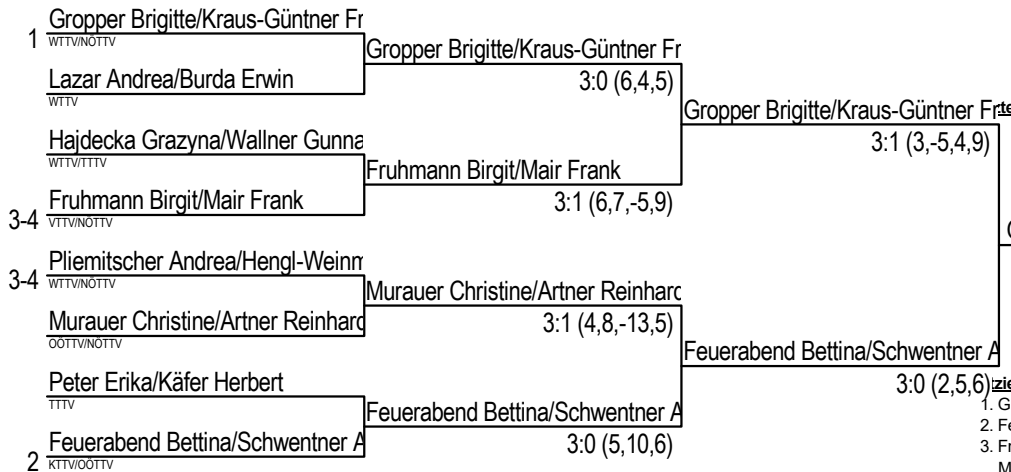 1 Gropper Brigitte/Kraus-Güntner Fr
WTTV/NÖTTV
Gropper Brigitte/Kraus-Güntner Fr
Lazar Andrea/Burda Erwin
3:0 (6,4,5)
WTTV
Gropper Brigitte/Kraus-Güntner Fr
Hajdecka Grazyna/Wallner Gunna
3:1 (3,-5,4,9)
WTTV/TTTV
Fruhmann Birgit/Mair Frank
3-4 Fruhmann Birgit/Mair Frank
3:1 (6,7,-5,9)
VTTV/NÖTTV
3-4 Pliemitscher Andrea/Hengl-Weinm
WTTV/NÖTTV
Murauer Christine/Artner Reinhard
Murauer Christine/Artner Reinhard
3:1 (4,8,-13,5)
OÖTTV/NÖTTV
Feuerabend Bettina/Schwentner A
Peter Erika/Käfer Herbert
3:0 (2,5,6)
TTTV
Feuerabend Bettina/Schwentner A
2 Feuerabend Bettina/Schwentner A
3:0 (5,10,6)
KTTV/OÖTTV
1. G
2. Fe
3. Fr
M